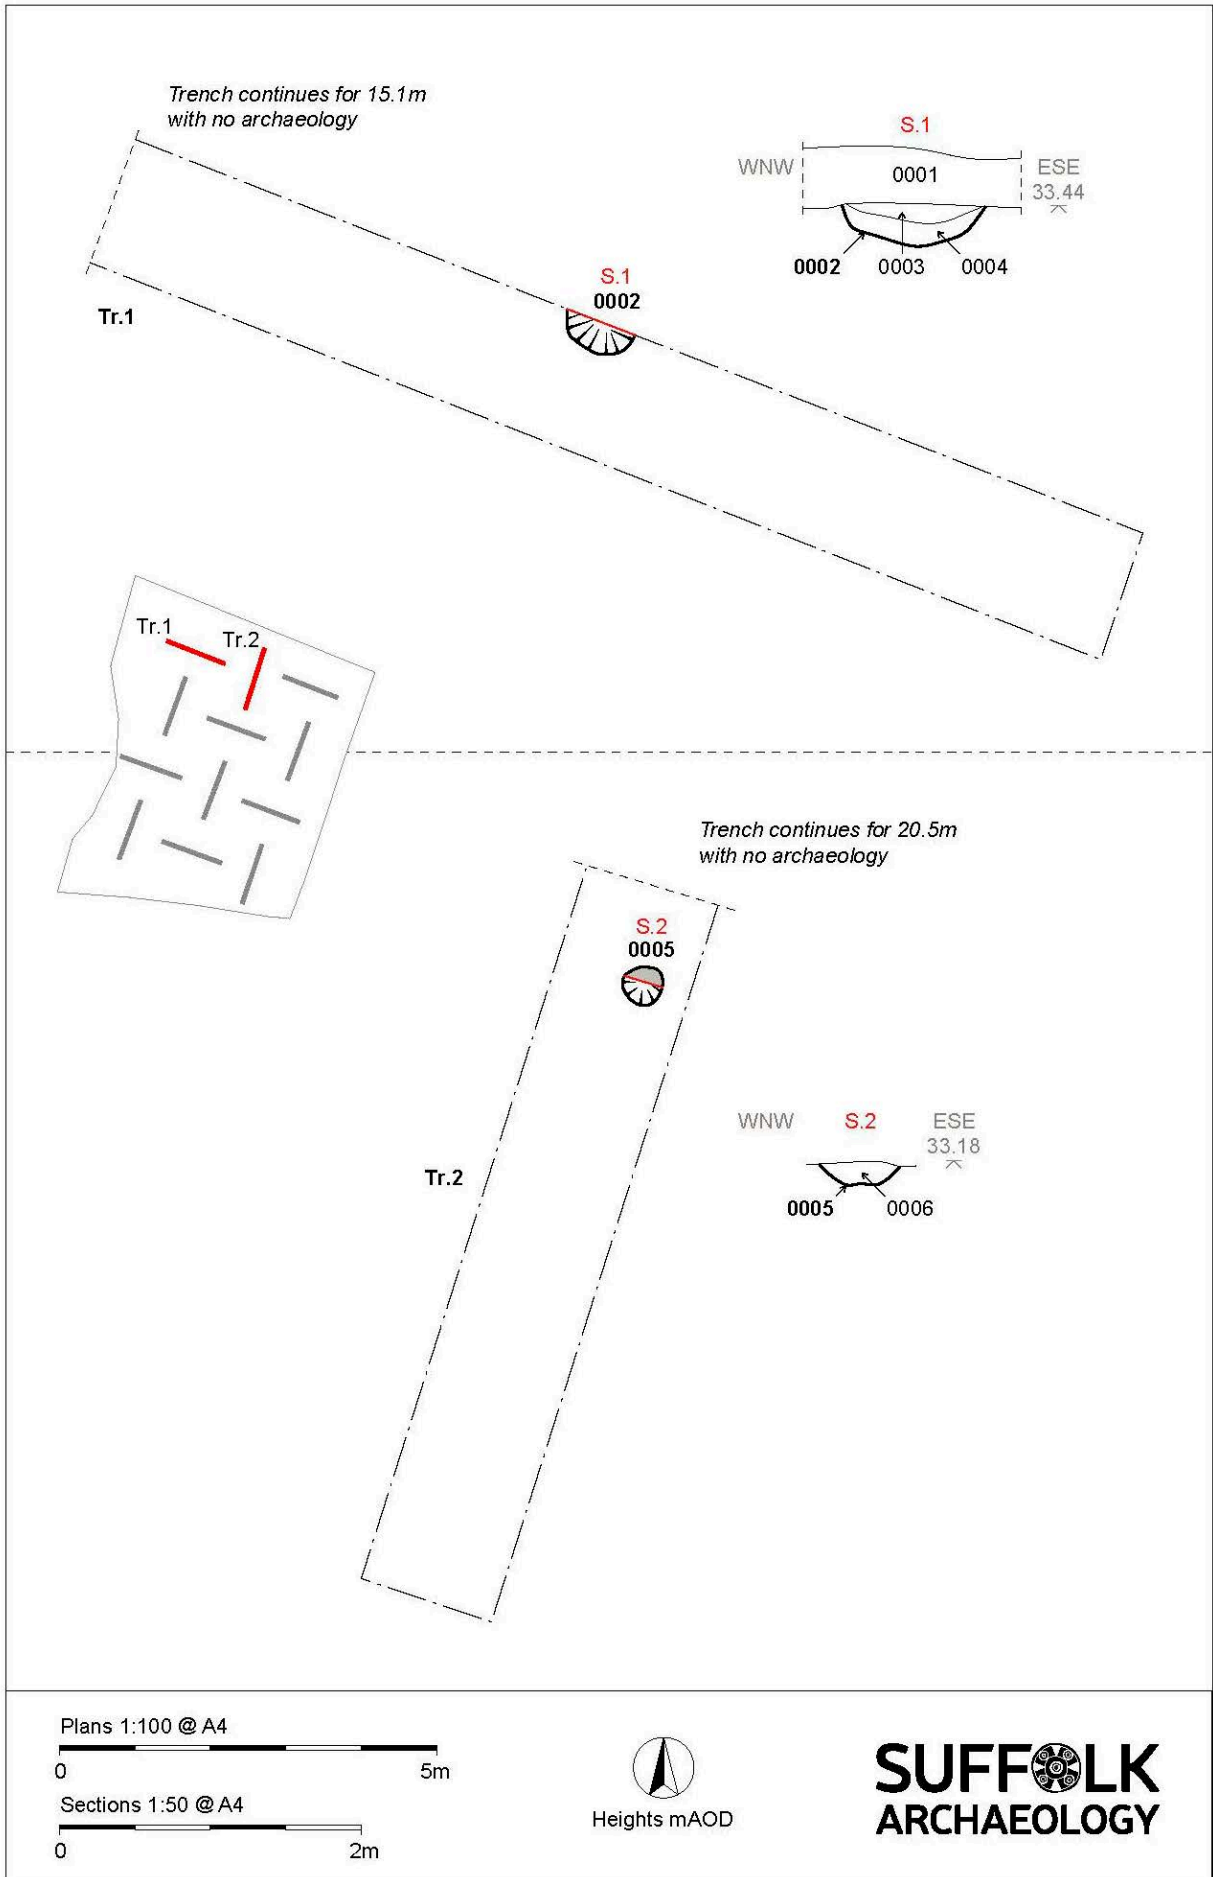 Trench continues for 15.1m
with no archaeology
S.1
WNW
0001
ESE
33.44
0002
0003
0004
S.1
0002
Tr.1
Tr.1
Tr.2
Trench continues for 20.5m
with no archaeology
S.2
0005
WNW
S.2
ESE
33.18
0005
0006
Tr.2
Plans 1:100 @ A4
0
5m
Sections 1:50 @ A4
0
2m
Heights mAOD
SUFFOLK
ARCHAEOLOGY